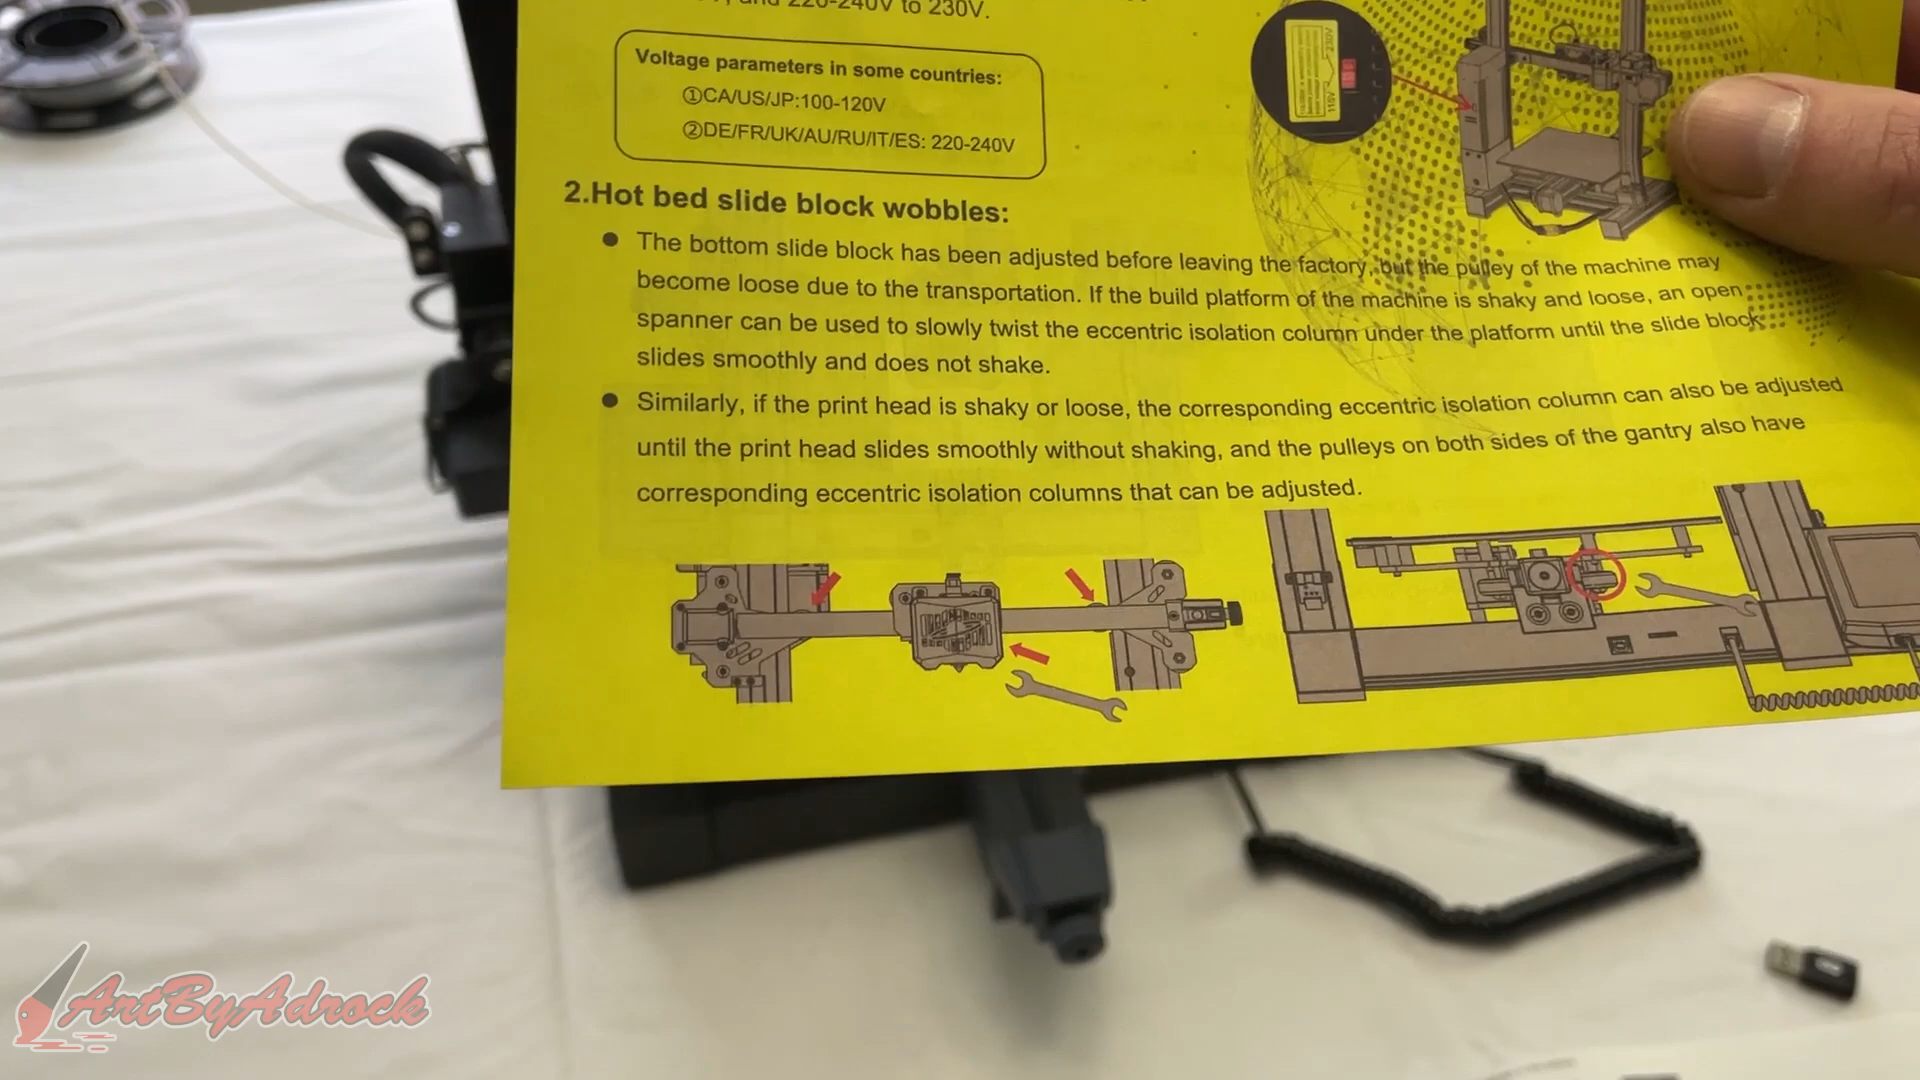 and 220-240V to 230V.
Voltage parameters in some countries:
①CA/US/JP:100-120V
②DE/FR/UK/AU/RU/IT/ES: 220-240V
2.Hot bed slide block wobbles:
● The bottom slide block has been adjusted before leaving the factory, but the pulley of the machine may
become loose due to the transportation. If the build platform of the machine is shaky and loose, an open
spanner can be used to slowly twist the eccentric isolation column under the platform until the slide block
slides smoothly and does not shake.
● Similarly, if the print head is shaky or loose, the corresponding eccentric isolation column can also be adjusted
until the print head slides smoothly without shaking, and the pulleys on both sides of the gantry also have
corresponding eccentric isolation columns that can be adjusted.
ArtByAdrock